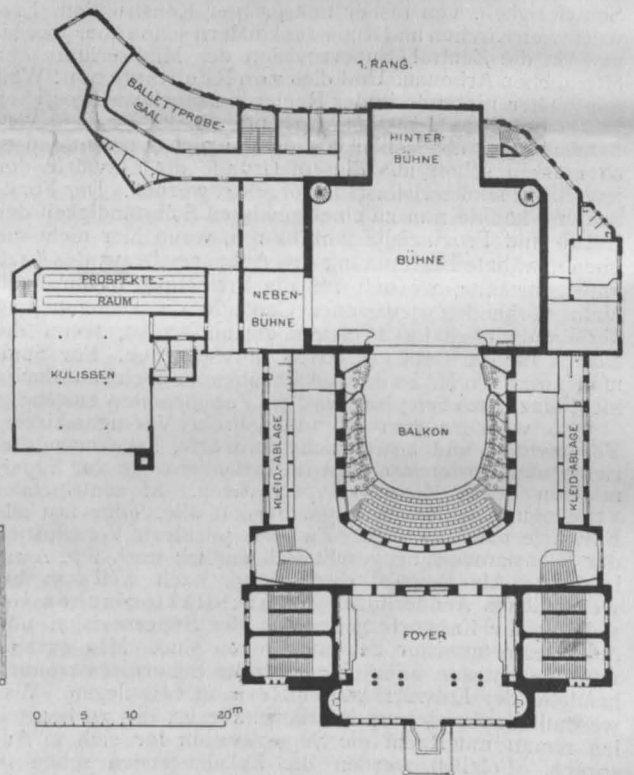 1. RANG.
BALLETTPROBE-
SAAL
HINTER-
BÜHNE
BÜHNE
PROSPEKTE-
RAUM
NEBEN-
BÜHNE
KULISSEN
BALKON
KLEID-ABLAGE
KLEID-ABLAGE
FOYER
0 5 10 20m